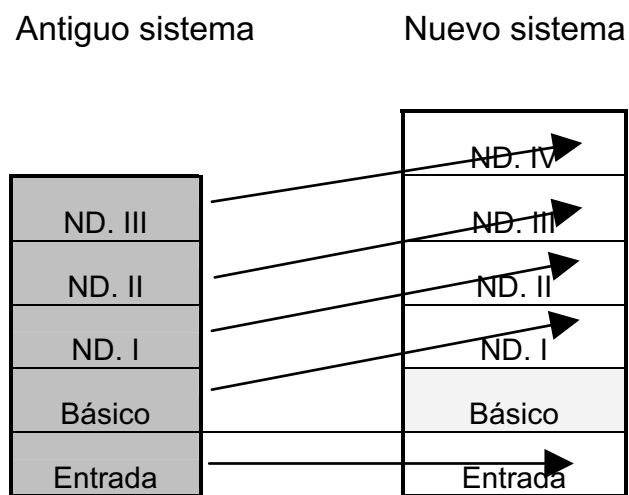 Antiguo sistema
Nuevo sistema
ND. III
ND. II
ND. I
Básico
Entrada
ND. IV
ND. III
ND. II
ND. I
Básico
Entrada